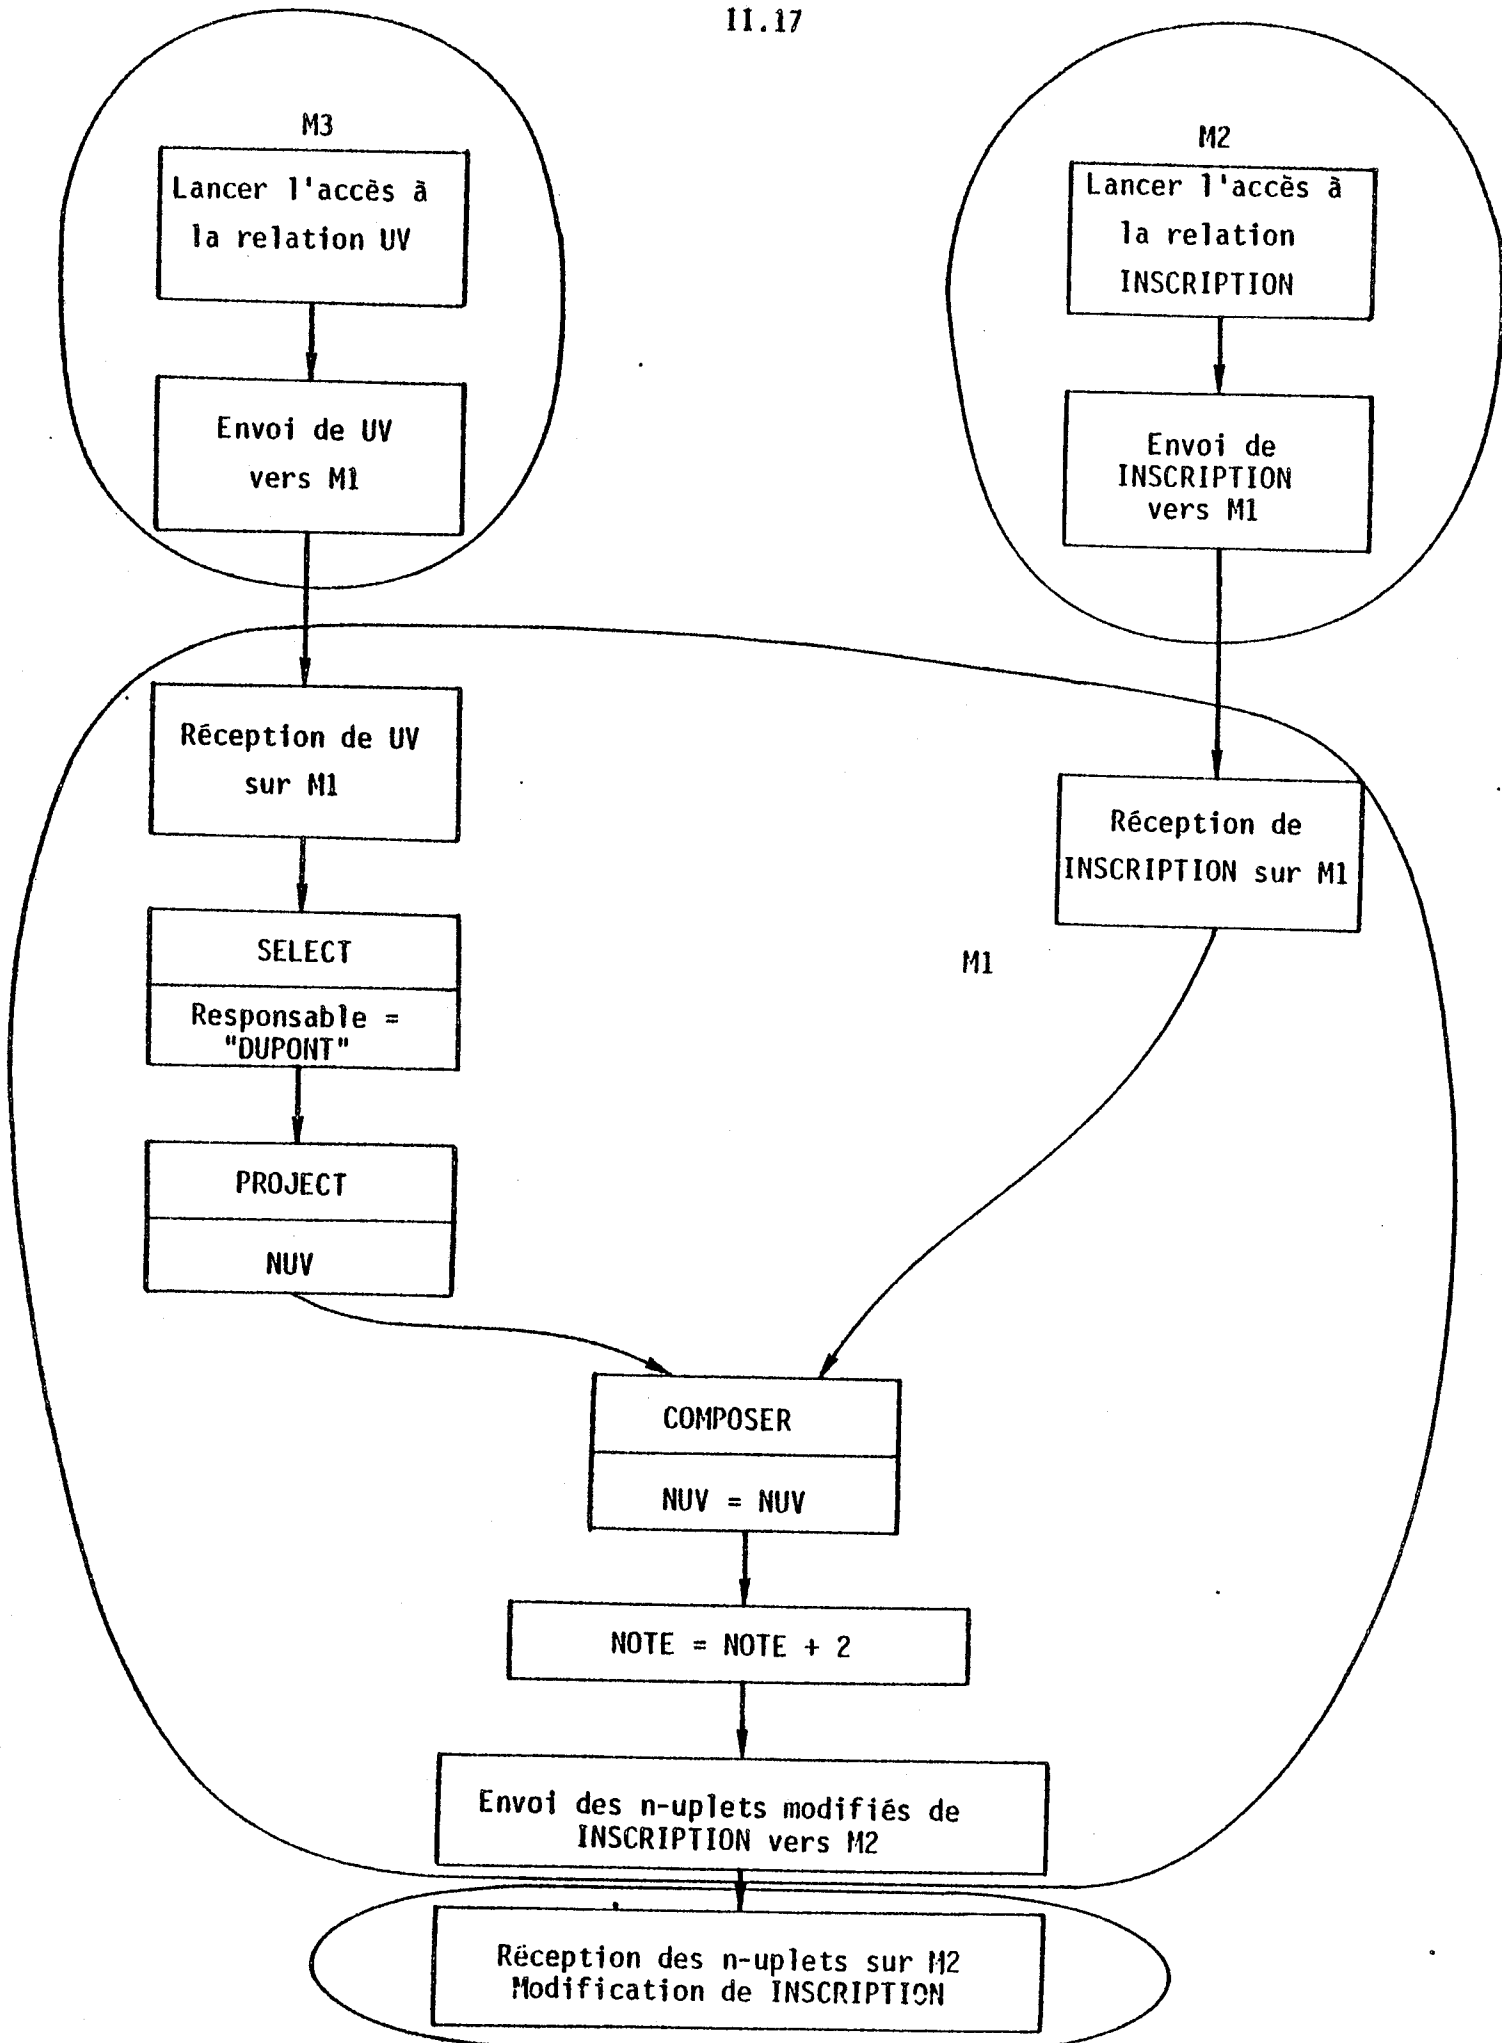 II.17
M3
Lancer l'accès à
la relation UV
Envoi de UV
vers M1
M2
Lancer l'accès à
la relation
INSCRIPTION
Envoi de
INSCRIPTION
vers M1
Réception de UV
sur M1
SELECT
Responsable =
"DUPONT"
PROJECT
NUV
Réception de
INSCRIPTION sur M1
M1
COMPOSER
NUV = NUV
NOTE = NOTE + 2
Envoi des n-uplets modifiés de
INSCRIPTION vers M2
Réception des n-uplets sur M2
Modification de INSCRIPTION